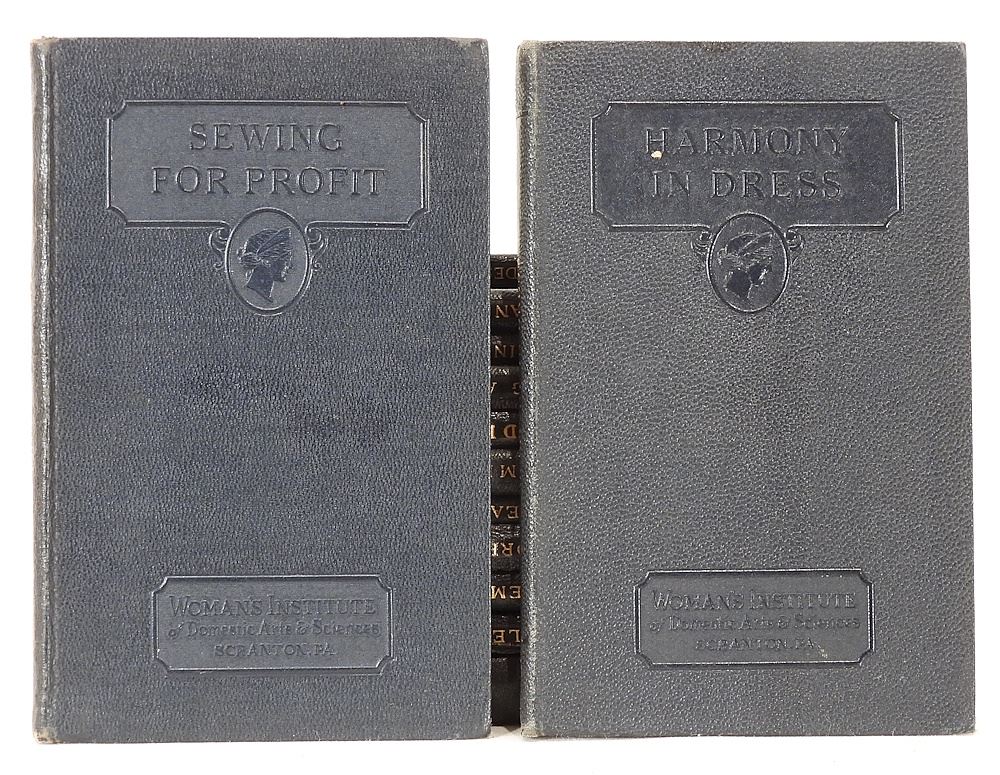 SEWING
FOR PROFIT
WOMAN'S INSTITUTE
of Domestic Arts & Sciences
SCRANTON, PA.
HARMONY
IN DRESS
WOMAN'S INSTITUTE
of Domestic Arts & Sciences
SCRANTON, PA.